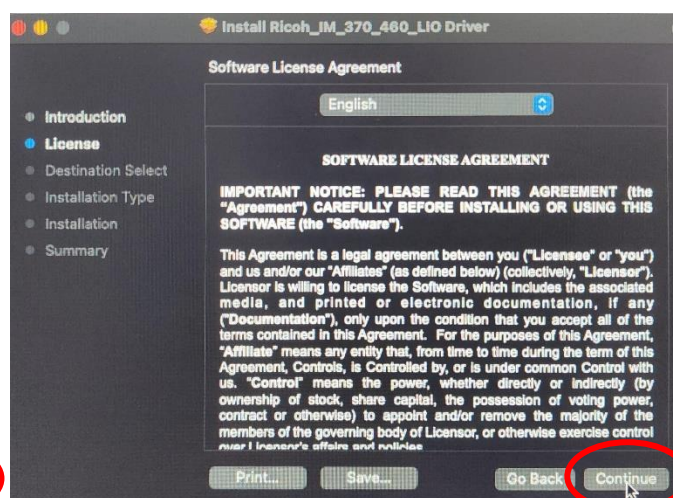 Install Ricoh_IM_370_460_LIO Driver
Software License Agreement
English
Introduction
License
Destination Select
Installation Type
Installation
Summary
SOFTWARE LICENSE AGREEMENT
IMPORTANT NOTICE: PLEASE READ THIS AGREEMENT (the
"Agreement") CAREFULLY BEFORE INSTALLING OR USING THIS
SOFTWARE (the "Software").
This Agreement is a legal agreement between you ("Licensee" or "you")
and us and/or our "Affiliates" (as defined below) (collectively, "Licensor").
Licensor is willing to license the Software, which includes the associated
media, and printed or electronic documentation, if any
("Documentation"), only upon the condition that you accept all of the
terms contained in this Agreement. For the purposes of this Agreement,
"Affiliate" means any entity that, from time to time during the term of this
Agreement, Controls, is Controlled by, or is under common Control with
us. "Control" means the power, whether directly or indirectly (by
ownership of stock, share capital, the possession of voting power,
contract or otherwise) to appoint and/or remove the majority of the
members of the governing body of Licensor, or otherwise exercise control
over Licensor's affairs and policies
Print...
Save...
Go Back
Continue